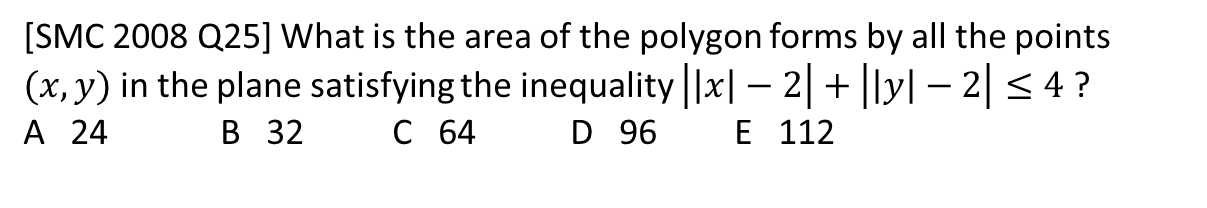 [SMC 2008 Q25] What is the area of the polygon forms by all the points
(x, y) in the plane satisfying the inequality ||x| − 2| + ||y| − 2| ≤ 4 ?
A 24 B 32 C 64 D 96 E 112